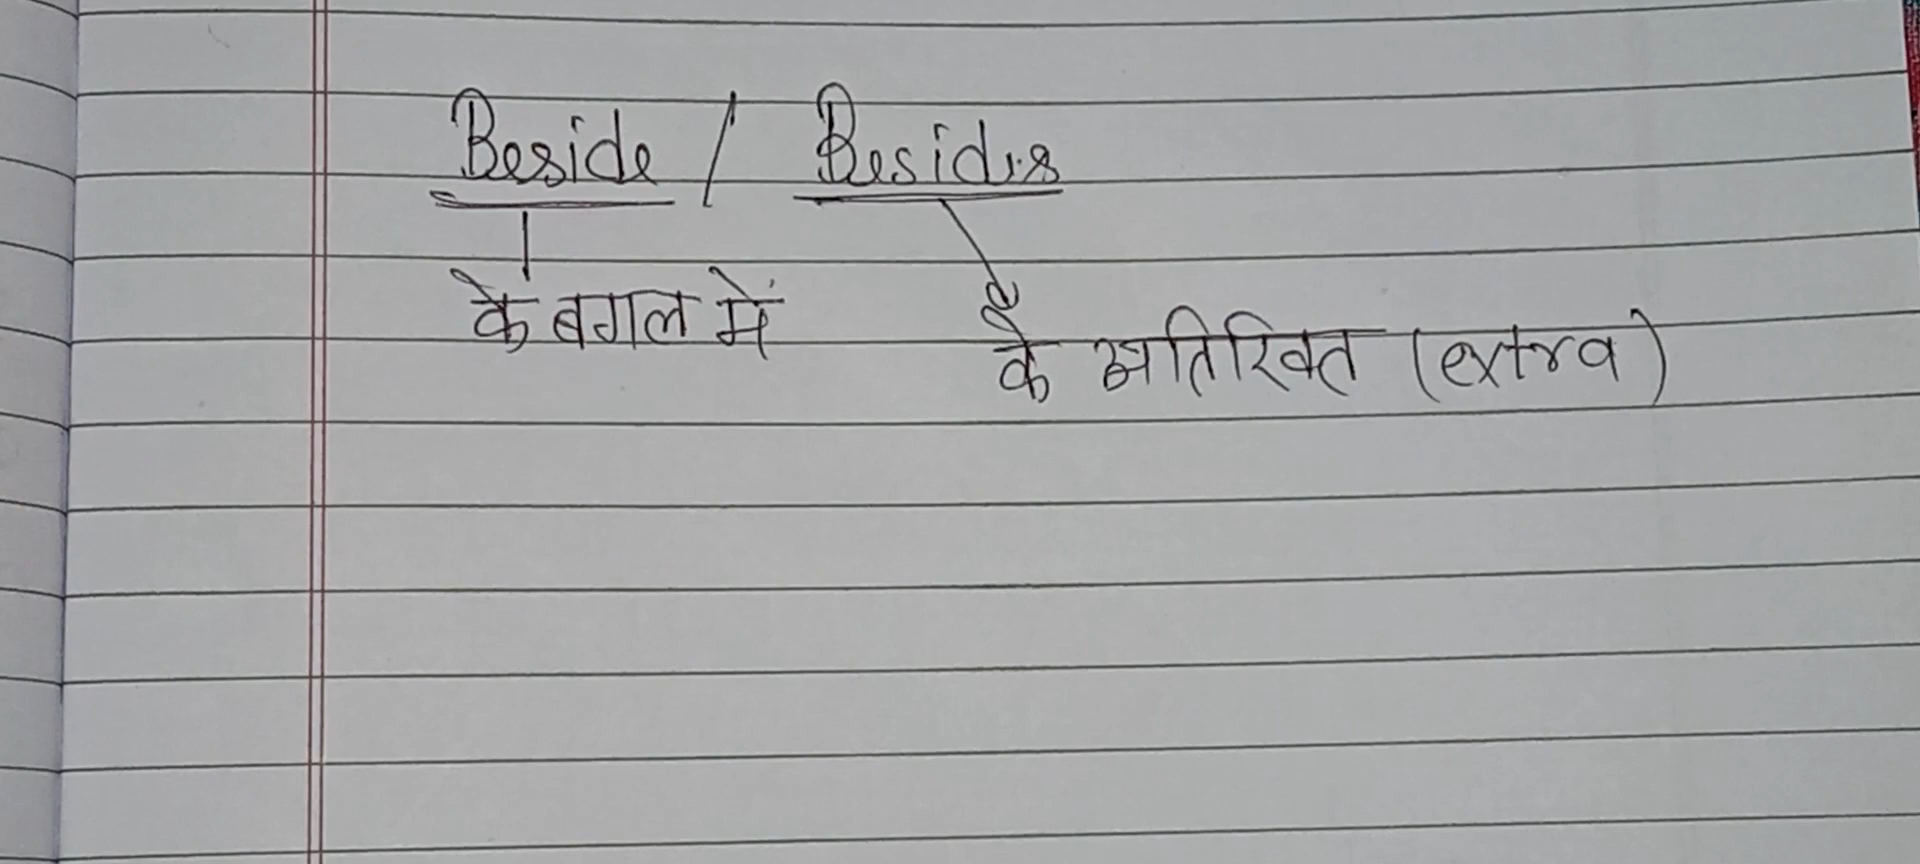 Beside / Besides
के बगल में
के अतिरिक्त (extra)